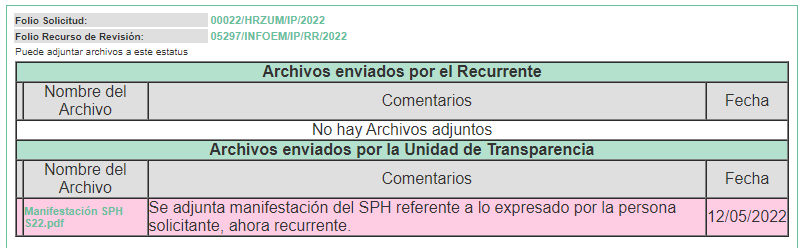 Folio Solicitud: 00022/HRZUM/IP/2022
Folio Recurso de Revisión: 05297/INFOEM/IP/RR/2022
Puede adjuntar archivos a este estatus
Archivos enviados por el Recurrente
Nombre del Archivo Comentarios Fecha
No hay Archivos adjuntos
Archivos enviados por la Unidad de Transparencia
Nombre del Archivo Comentarios Fecha
Manifestación SPH S22.pdf
Se adjunta manifestación del SPH referente a lo expresado por la persona
solicitante, ahora recurrente.
12/05/2022